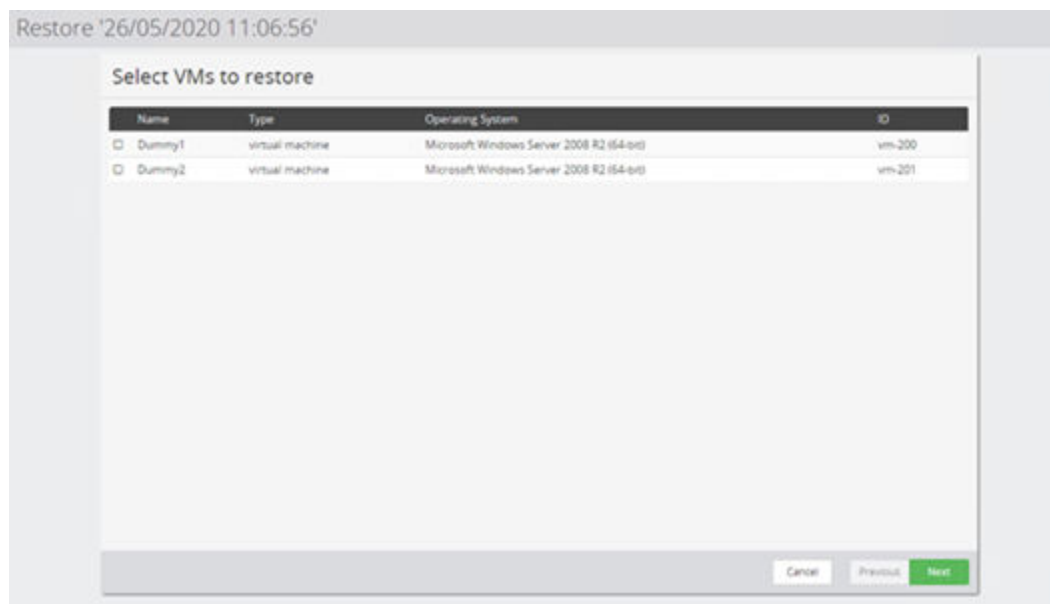 Restore '26/05/2020 11:06:56'
Select VMs to restore
Name Type Operating System ID
Dummy1 virtual machine Microsoft Windows Server 2008 R2 (64-bit) vm-200
Dummy2 virtual machine Microsoft Windows Server 2008 R2 (64-bit) vm-201
Cancel Previous Next